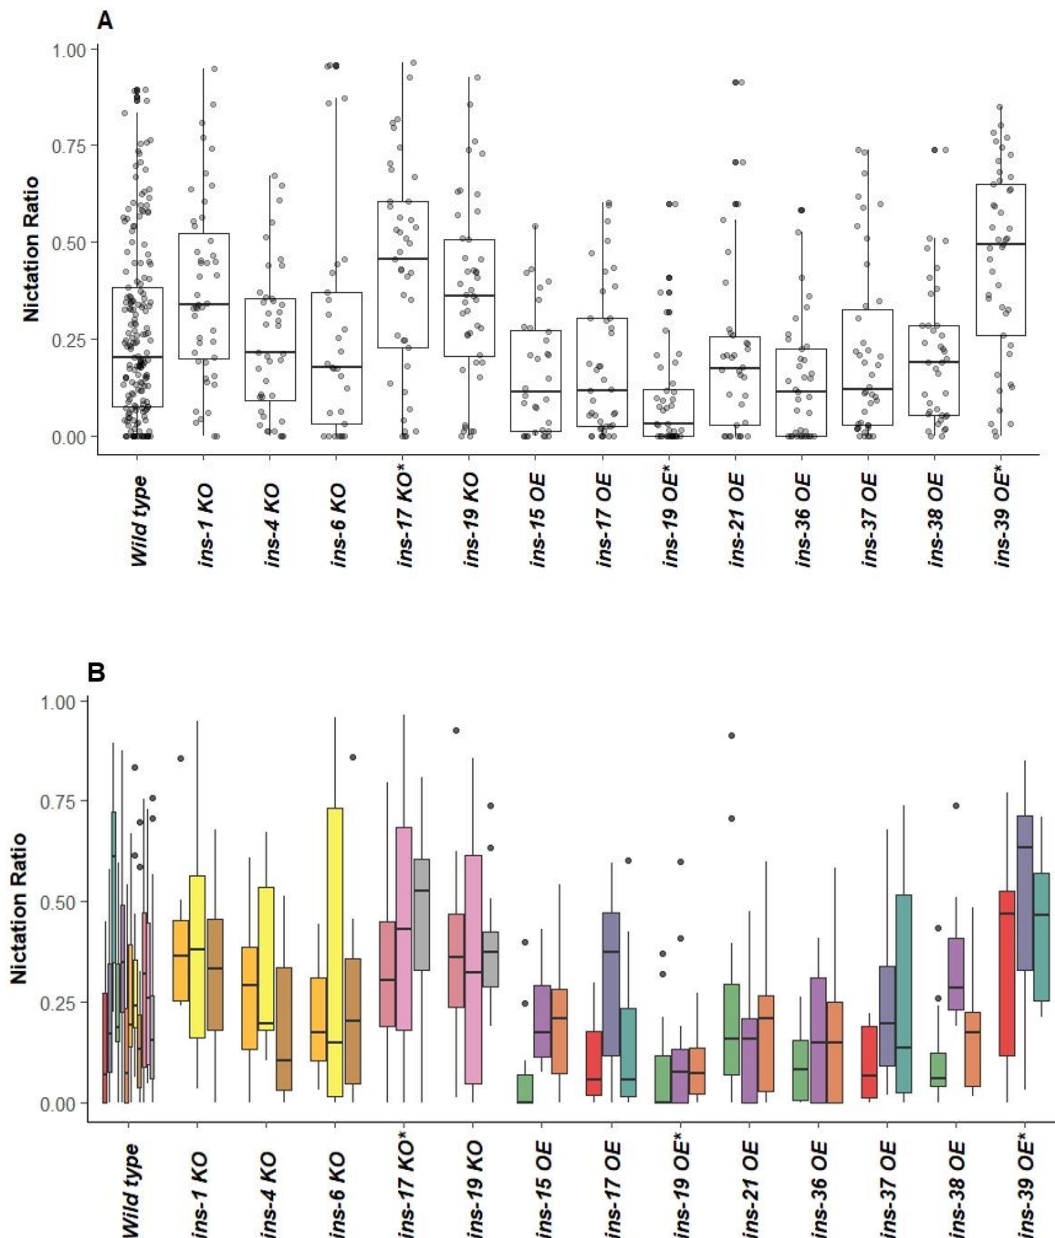 A
1.00
0.75
0.50
0.25
0.00
Nictation Ratio
Wild type
ins-1 KO
ins-4 KO
ins-6 KO
ins-17 KO*
ins-19 KO
ins-15 OE
ins-17 OE
ins-19 OE*
ins-21 OE
ins-36 OE
ins-37 OE
ins-38 OE
ins-39 OE*
B
1.00
0.75
0.50
0.25
0.00
Nictation Ratio
Wild type
ins-1 KO
ins-4 KO
ins-6 KO
ins-17 KO*
ins-19 KO
ins-15 OE
ins-17 OE
ins-19 OE*
ins-21 OE
ins-36 OE
ins-37 OE
ins-38 OE
ins-39 OE*